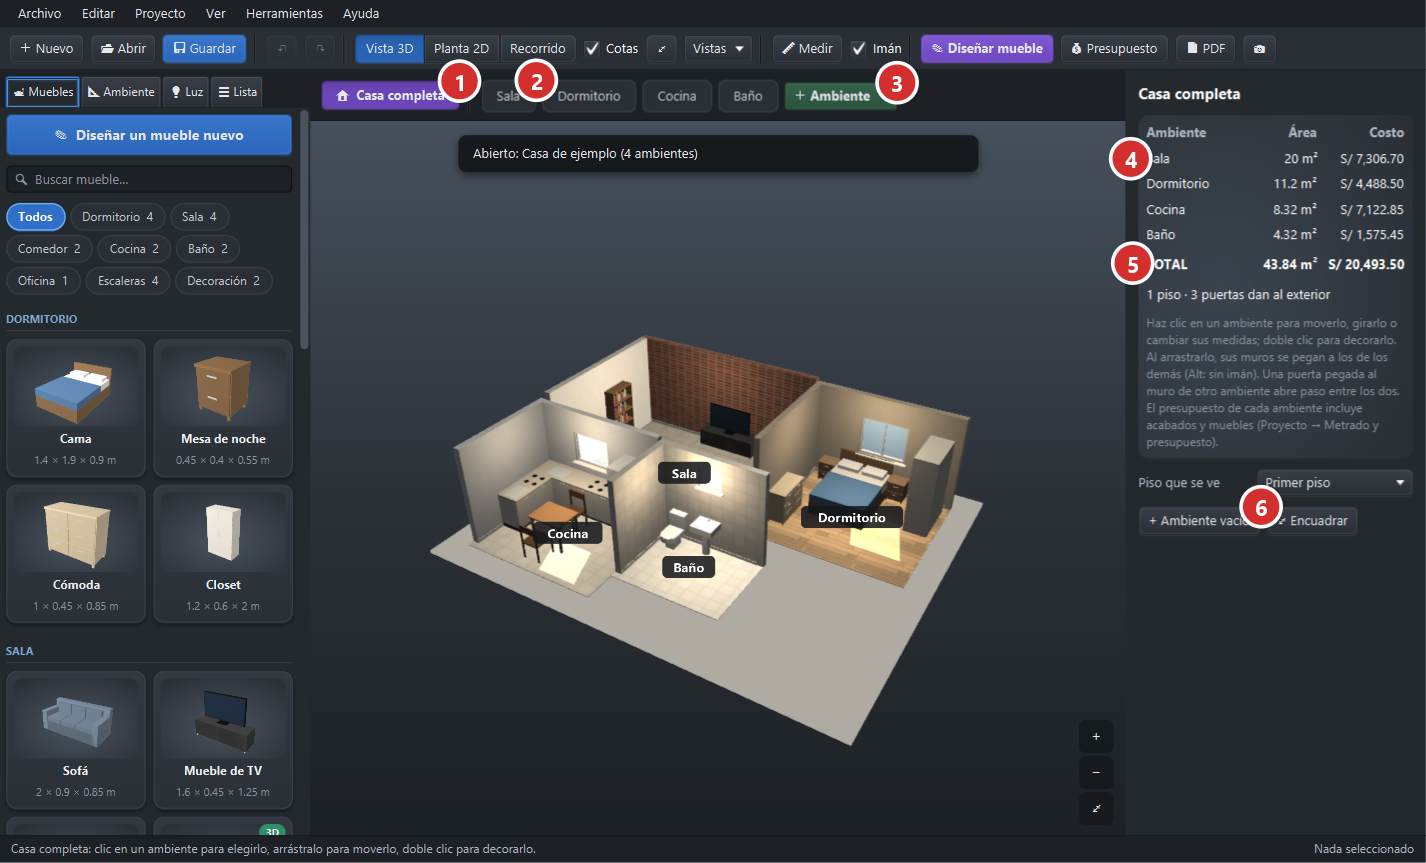 Archivo Editar Proyecto Ver Herramientas Ayuda
+ Nuevo Abrir Guardar Vista 3D Planta 2D Recorrido Cotas Vistas Medir Imán Diseñar mueble Presupuesto PDF
Muebles Ambiente Luz Lista
Casa completa Sala Dormitorio Cocina Baño + Ambiente
1 2 3
Diseñar un mueble nuevo
Buscar mueble...
Todos Dormitorio 4 Sala 4
Comedor 2 Cocina 2 Baño 2
Oficina 1 Escaleras 4 Decoración 2
DORMITORIO
Cama
1.4 × 1.9 × 0.9 m
Mesa de noche
0.45 × 0.4 × 0.55 m
Cómoda
1 × 0.45 × 0.85 m
Closet
1.2 × 0.6 × 2 m
SALA
Sofá
2 × 0.9 × 0.85 m
Mueble de TV
1.6 × 0.45 × 1.25 m
3D
Abierto: Casa de ejemplo (4 ambientes)
Sala
Dormitorio
Cocina
Baño
+
−
Casa completa
Ambiente Área Costo
4 ala 20 m² S/ 7,306.70
Dormitorio 11.2 m² S/ 4,488.50
Cocina 8.32 m² S/ 7,122.85
Baño 4.32 m² S/ 1,575.45
5 OTAL 43.84 m² S/ 20,493.50
1 piso · 3 puertas dan al exterior
Haz clic en un ambiente para moverlo, girarlo o
cambiar sus medidas; doble clic para decorarlo.
Al arrastrarlo, sus muros se pegan a los de los
demás (Alt: sin imán). Una puerta pegada al
muro de otro ambiente abre paso entre los dos.
El presupuesto de cada ambiente incluye
acabados y muebles (Proyecto → Metrado y
presupuesto).
Piso que se ve Primer piso
+ Ambiente vací 6 Encuadrar
Casa completa: clic en un ambiente para elegirlo, arrástralo para moverlo, doble clic para decorarlo.
Nada seleccionado